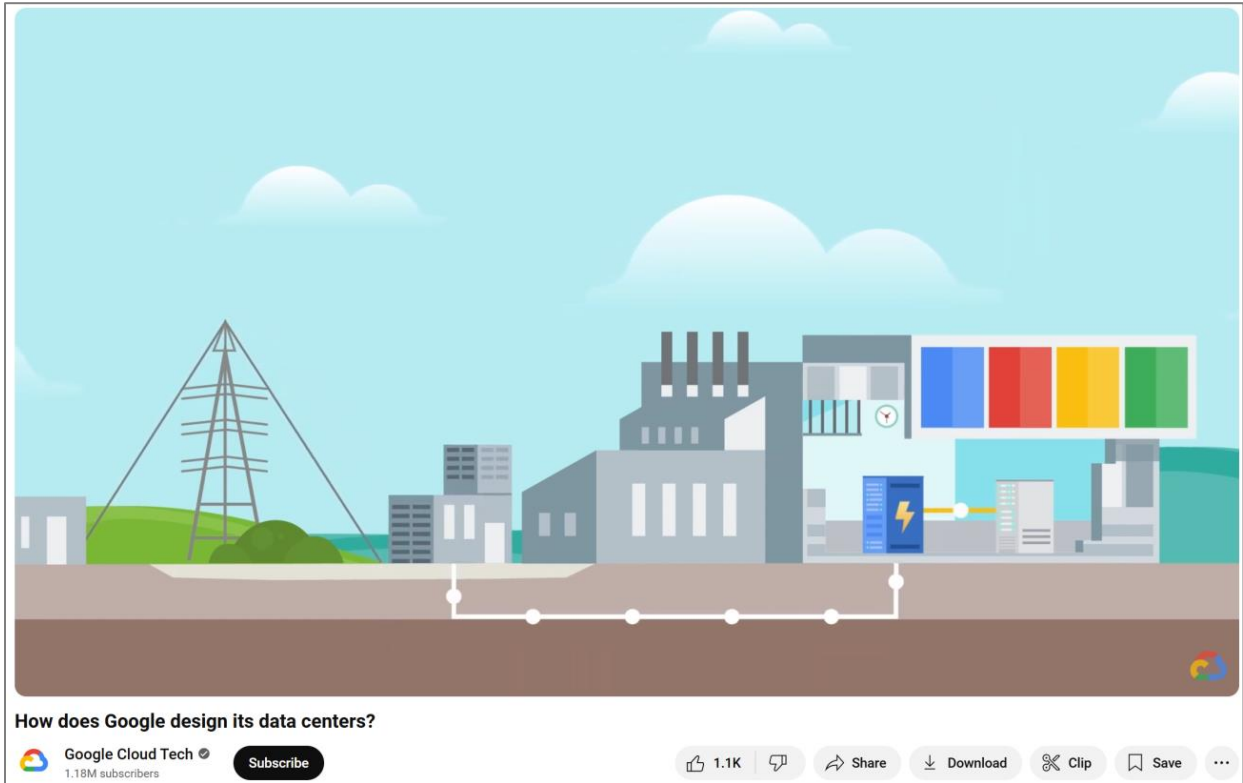 How does Google design its data centers?
Google Cloud Tech
1.18M subscribers
Subscribe
1.1K
Share
Download
Clip
Save